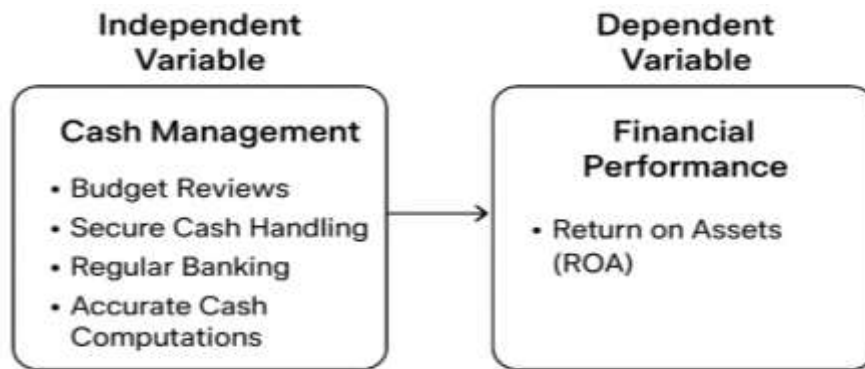 Independent
Variable
Cash Management
• Budget Reviews
• Secure Cash Handling
• Regular Banking
• Accurate Cash
Computations
Dependent
Variable
Financial
Performance
• Return on Assets
(ROA)